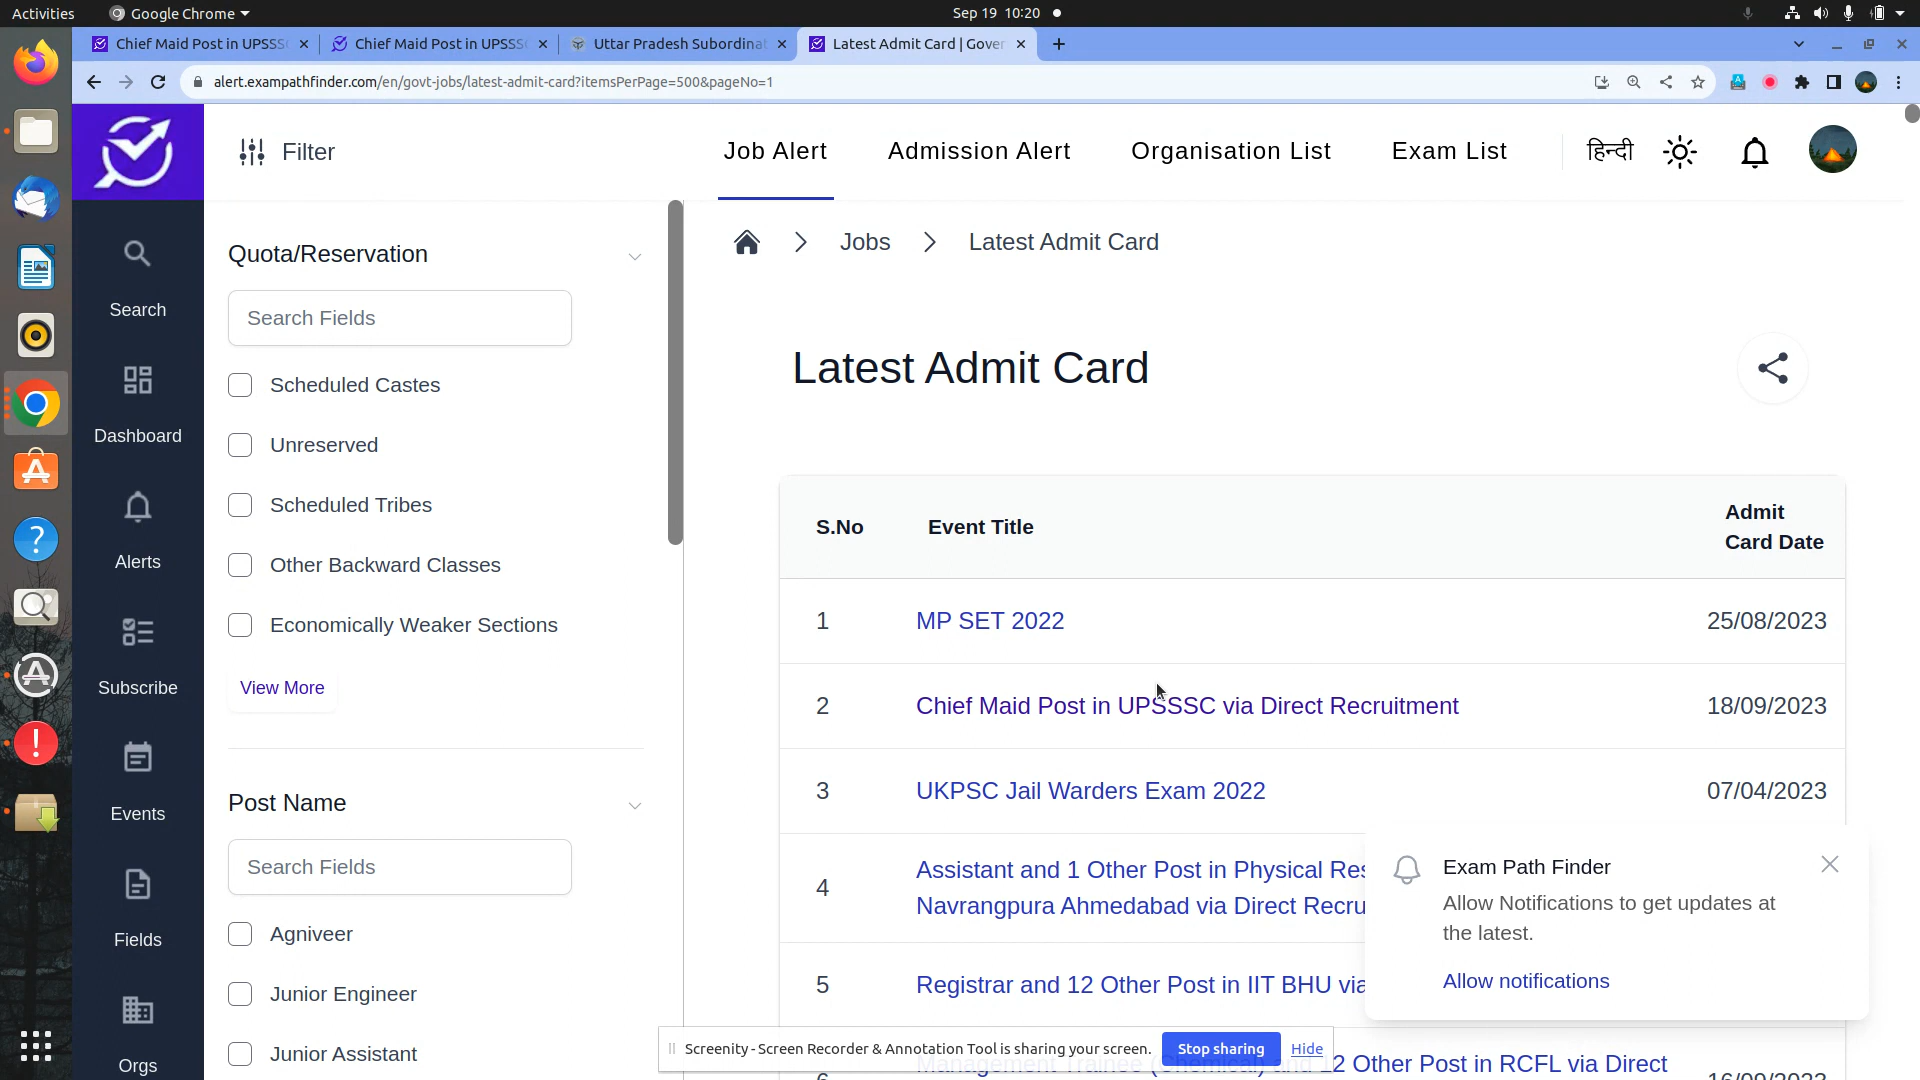 Activities
Google Chrome
Sep 19 10:20
Chief Maid Post in UPSSS
Chief Maid Post in UPSSS
Uttar Pradesh Subordina
Latest Admit Card | Gover
alert.exampathfinder.com/en/govt-jobs/latest-admit-card?itemsPerPage=500&pageNo=1
Filter
Job Alert
Admission Alert
Organisation List
Exam List
हिन्दी
Search
Dashboard
Alerts
Subscribe
Events
Fields
Orgs
Quota/Reservation
Search Fields
Scheduled Castes
Unreserved
Scheduled Tribes
Other Backward Classes
Economically Weaker Sections
View More
Post Name
Search Fields
Agniveer
Junior Engineer
Junior Assistant
Jobs
Latest Admit Card
Latest Admit Card
S.No
Event Title
Admit
Card Date
1
MP SET 2022
25/08/2023
2
Chief Maid Post in UPSSSC via Direct Recruitment
18/09/2023
3
UKPSC Jail Warders Exam 2022
07/04/2023
4
Assistant and 1 Other Post in Physical Res
Navrangpura Ahmedabad via Direct Recru
5
Registrar and 12 Other Post in IIT BHU via
Management Trainee (Chemical) and 12 Other Post in RCFL via Direct
Exam Path Finder
Allow Notifications to get updates at
the latest.
Allow notifications
Screenity - Screen Recorder & Annotation Tool is sharing your screen.
Stop sharing
Hide